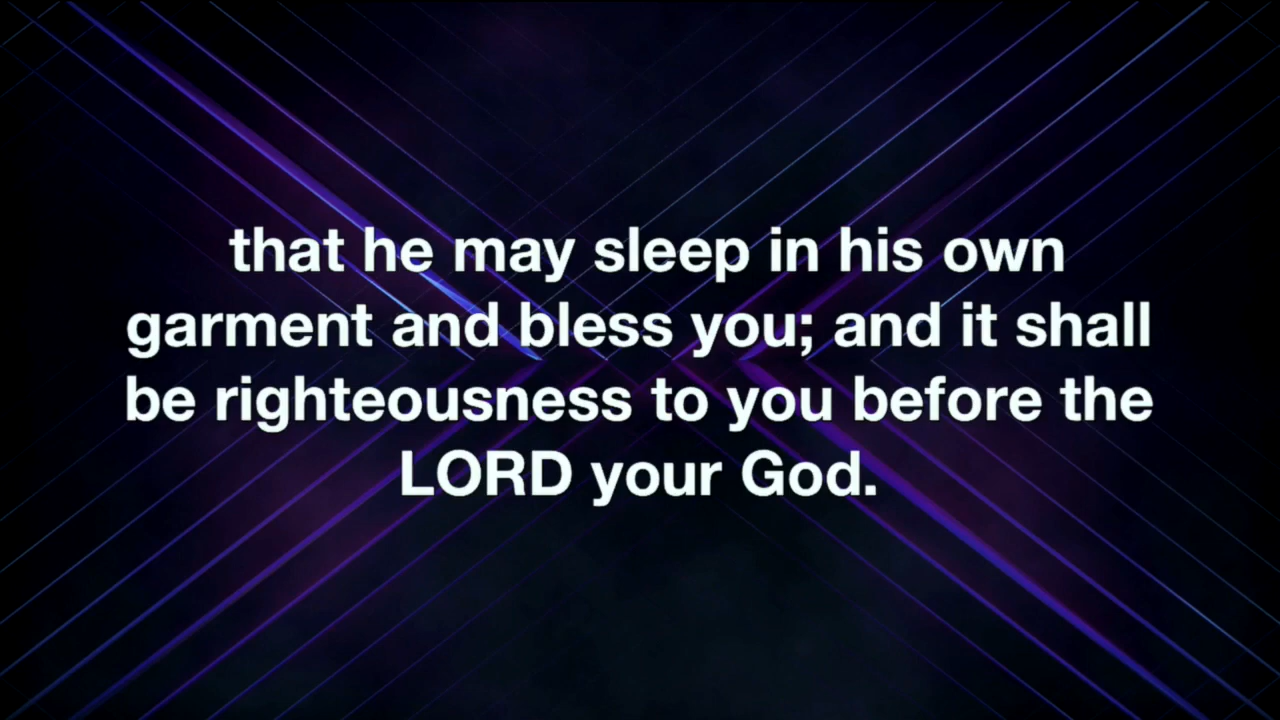 that he may sleep in his own
garment and bless you; and it shall
be righteousness to you before the
LORD your God.